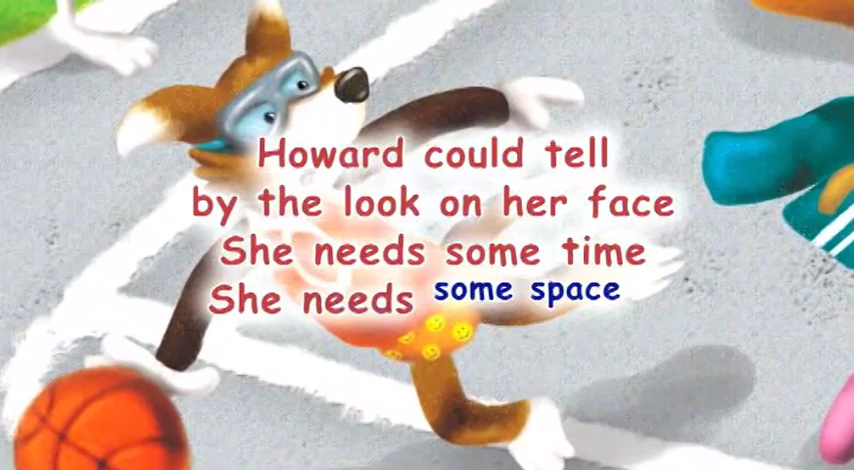 Howard could tell
by the look on her face
She needs some time
She needs some space